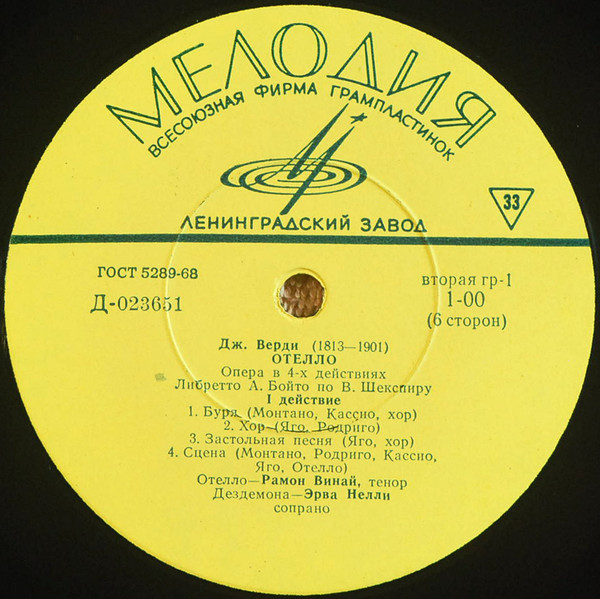 МЕЛОДИЯ
ВСЕСОЮЗНАЯ ФИРМА ГРАМПЛАСТИНОК
33
ЛЕНИНГРАДСКИЙ ЗАВОД
ГОСТ 5289-68
Д-023651
вторая гр-1
1-00
(6 сторон)
Дж. Верди (1813—1901)
ОТЕЛЛО
Опера в 4-х действиях
Либретто А. Бойто по В. Шекспиру
I действие
1. Буря (Монтано, Кассио, хор)
2. Хор (Яго, Родриго)
3. Застольная песня (Яго, хор)
4. Сцена (Монтано, Родриго, Кассио,
Яго, Отелло)
Отелло—Рамон Винай, тенор
Дездемона—Эрва Нелли
сопрано